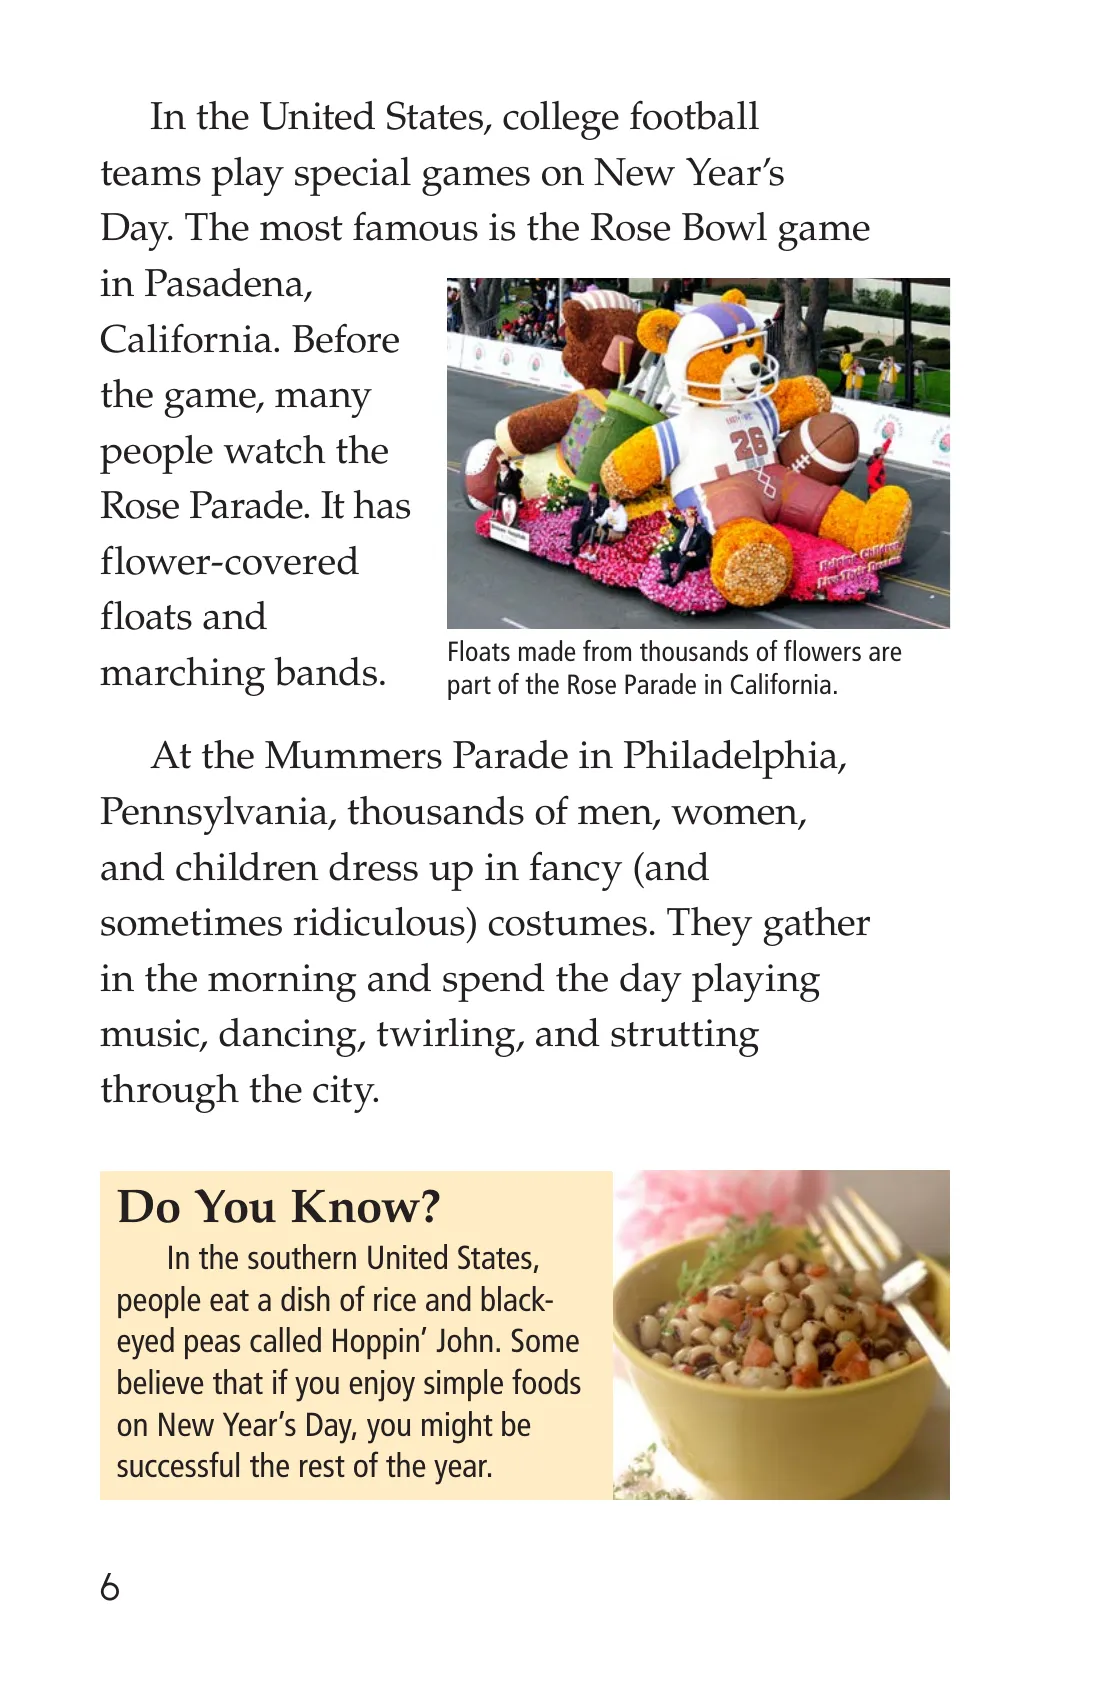 In the United States, college football
teams play special games on New Year’s
Day. The most famous is the Rose Bowl game
in Pasadena,
California. Before
the game, many
people watch the
Rose Parade. It has
flower-covered
floats and
marching bands.
26
Helping Children
Live Their Dreams
Floats made from thousands of flowers are
part of the Rose Parade in California.
At the Mummers Parade in Philadelphia,
Pennsylvania, thousands of men, women,
and children dress up in fancy (and
sometimes ridiculous) costumes. They gather
in the morning and spend the day playing
music, dancing, twirling, and strutting
through the city.
Do You Know?
In the southern United States,
people eat a dish of rice and black-
eyed peas called Hoppin’ John. Some
believe that if you enjoy simple foods
on New Year’s Day, you might be
successful the rest of the year.
6